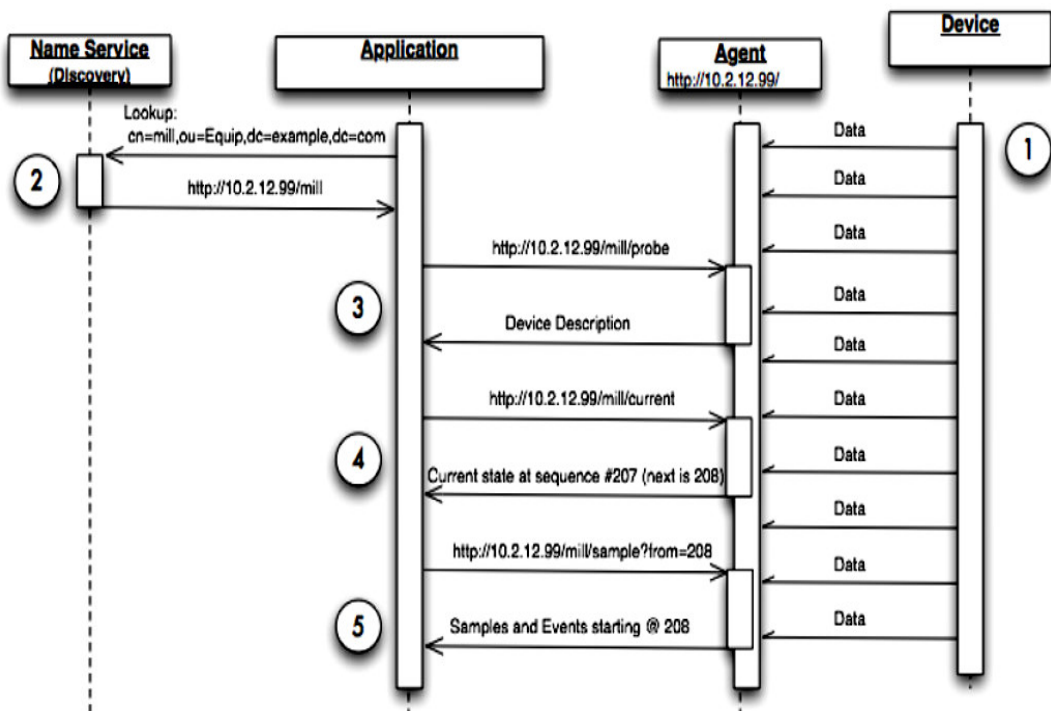 Name Service
(Discovery)
Application
Agent
http://10.2.12.99/
Device
Lookup:
cn=mill,ou=Equip,dc=example,dc=com
Data
1
2
http://10.2.12.99/mill
Data
Data
http://10.2.12.99/mill/probe
3
Data
Device Description
Data
http://10.2.12.99/mill/current
Data
4
Data
Current state at sequence #207 (next is 208)
Data
http://10.2.12.99/mill/sample?from=208
Data
5
Samples and Events starting @ 208
Data